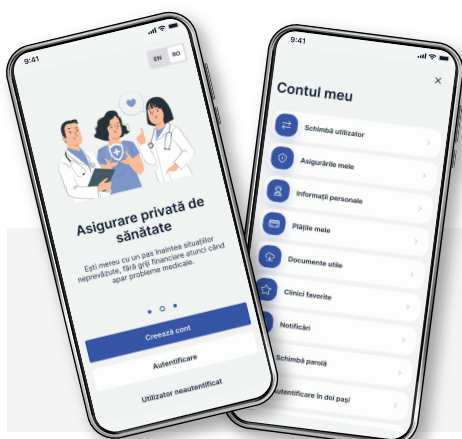 9:41
EN RO
Asigurare privată de
sănătate
Ești mereu cu un pas înaintea situațiilor
neprevăzute, fără griji financiare atunci când
apar probleme medicale.
Creează cont
Autentificare
Utilizator neautentificat
9:41
Contul meu
Schimbă utilizator
Asigurările mele
Informații personale
Plățile mele
Documente utile
Clinici favorite
Notificări
Schimbă parolă
Autentificare în doi pași